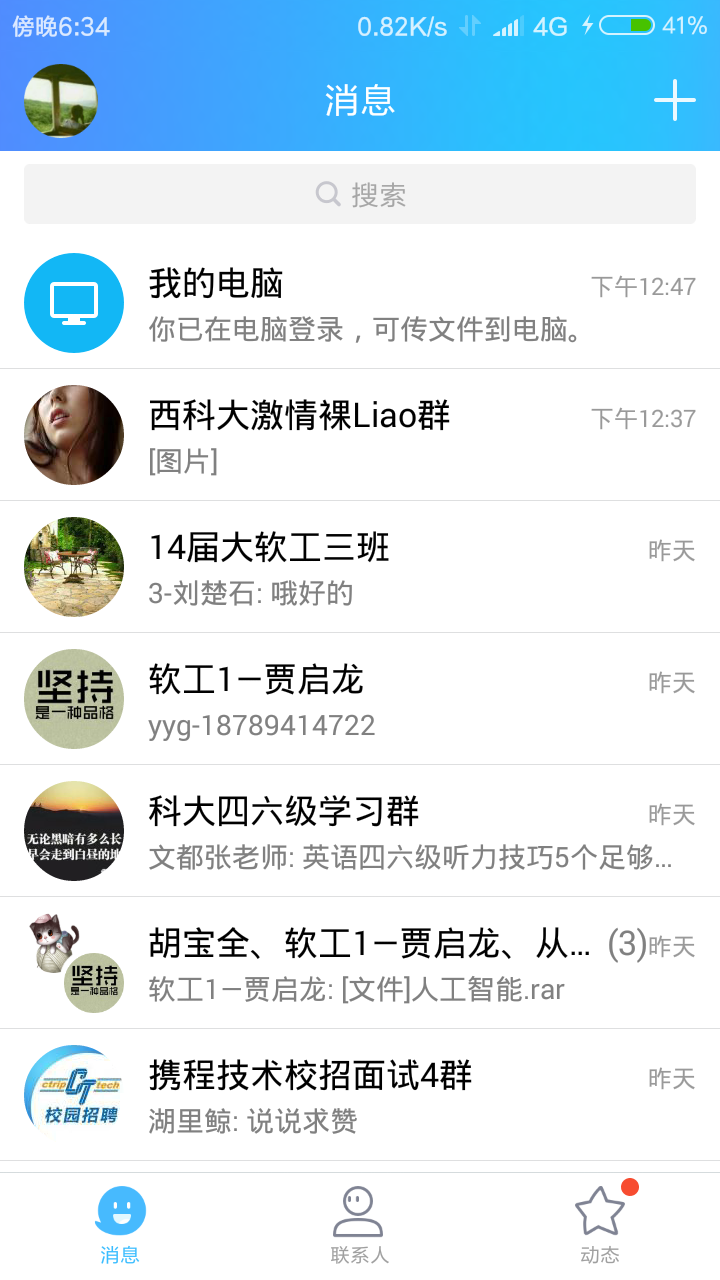 傍晚6:34 0.82K/s 4G 41%
消息
搜索
我的电脑 下午12:47
你已在电脑登录，可传文件到电脑。
西科大激情裸Liao群 下午12:37
[图片]
14届大软工三班 昨天
3-刘楚石: 哦好的
坚持
是一种品格
软工1－贾启龙 昨天
yyg-18789414722
无论黑暗有多么长
早会走到白昼的地
科大四六级学习群 昨天
文都张老师: 英语四六级听力技巧5个足够...
坚持
是一种品格
胡宝全、软工1－贾启龙、从... (3) 昨天
软工1－贾启龙: [文件]人工智能.rar
ctrip tech
校园招聘
携程技术校招面试4群 昨天
湖里鲸: 说说求赞
消息 联系人 动态